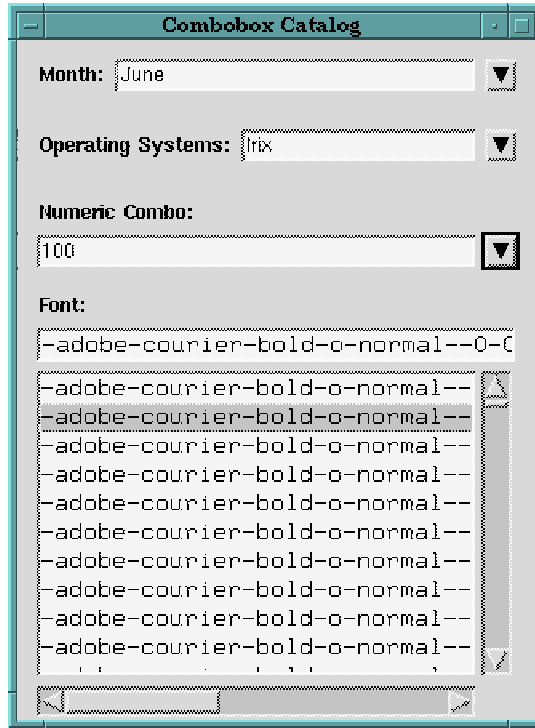 Combobox Catalog
Month: June
Operating Systems: Irix
Numeric Combo:
100
Font:
-adobe-courier-bold-o-normal--0-0
-adobe-courier-bold-o-normal--
-adobe-courier-bold-o-normal--
-adobe-courier-bold-o-normal--
-adobe-courier-bold-o-normal--
-adobe-courier-bold-o-normal--
-adobe-courier-bold-o-normal--
-adobe-courier-bold-o-normal--
-adobe-courier-bold-o-normal--
-adobe-courier-bold-o-normal--
-adobe-courier-bold-o-normal--